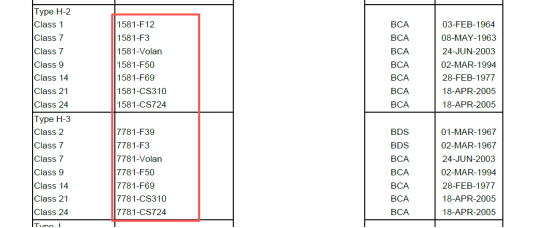 Type H-2
Class 1 1581-F12 BCA 03-FEB-1964
Class 7 1581-F3 BCA 08-MAY-1963
Class 7 1581-Volan BCA 24-JUN-2003
Class 9 1581-F50 BCA 02-MAR-1994
Class 14 1581-F69 BCA 28-FEB-1977
Class 21 1581-CS310 BCA 18-APR-2005
Class 24 1581-CS724 BCA 18-APR-2005
Type H-3
Class 2 7781-F39 BDS 01-MAR-1967
Class 7 7781-F3 BDS 02-MAR-1967
Class 7 7781-Volan BCA 24-JUN-2003
Class 9 7781-F50 BCA 02-MAR-1994
Class 14 7781-F69 BCA 28-FEB-1977
Class 21 7781-CS310 BCA 18-APR-2005
Class 24 7781-CS724 BCA 18-APR-2005